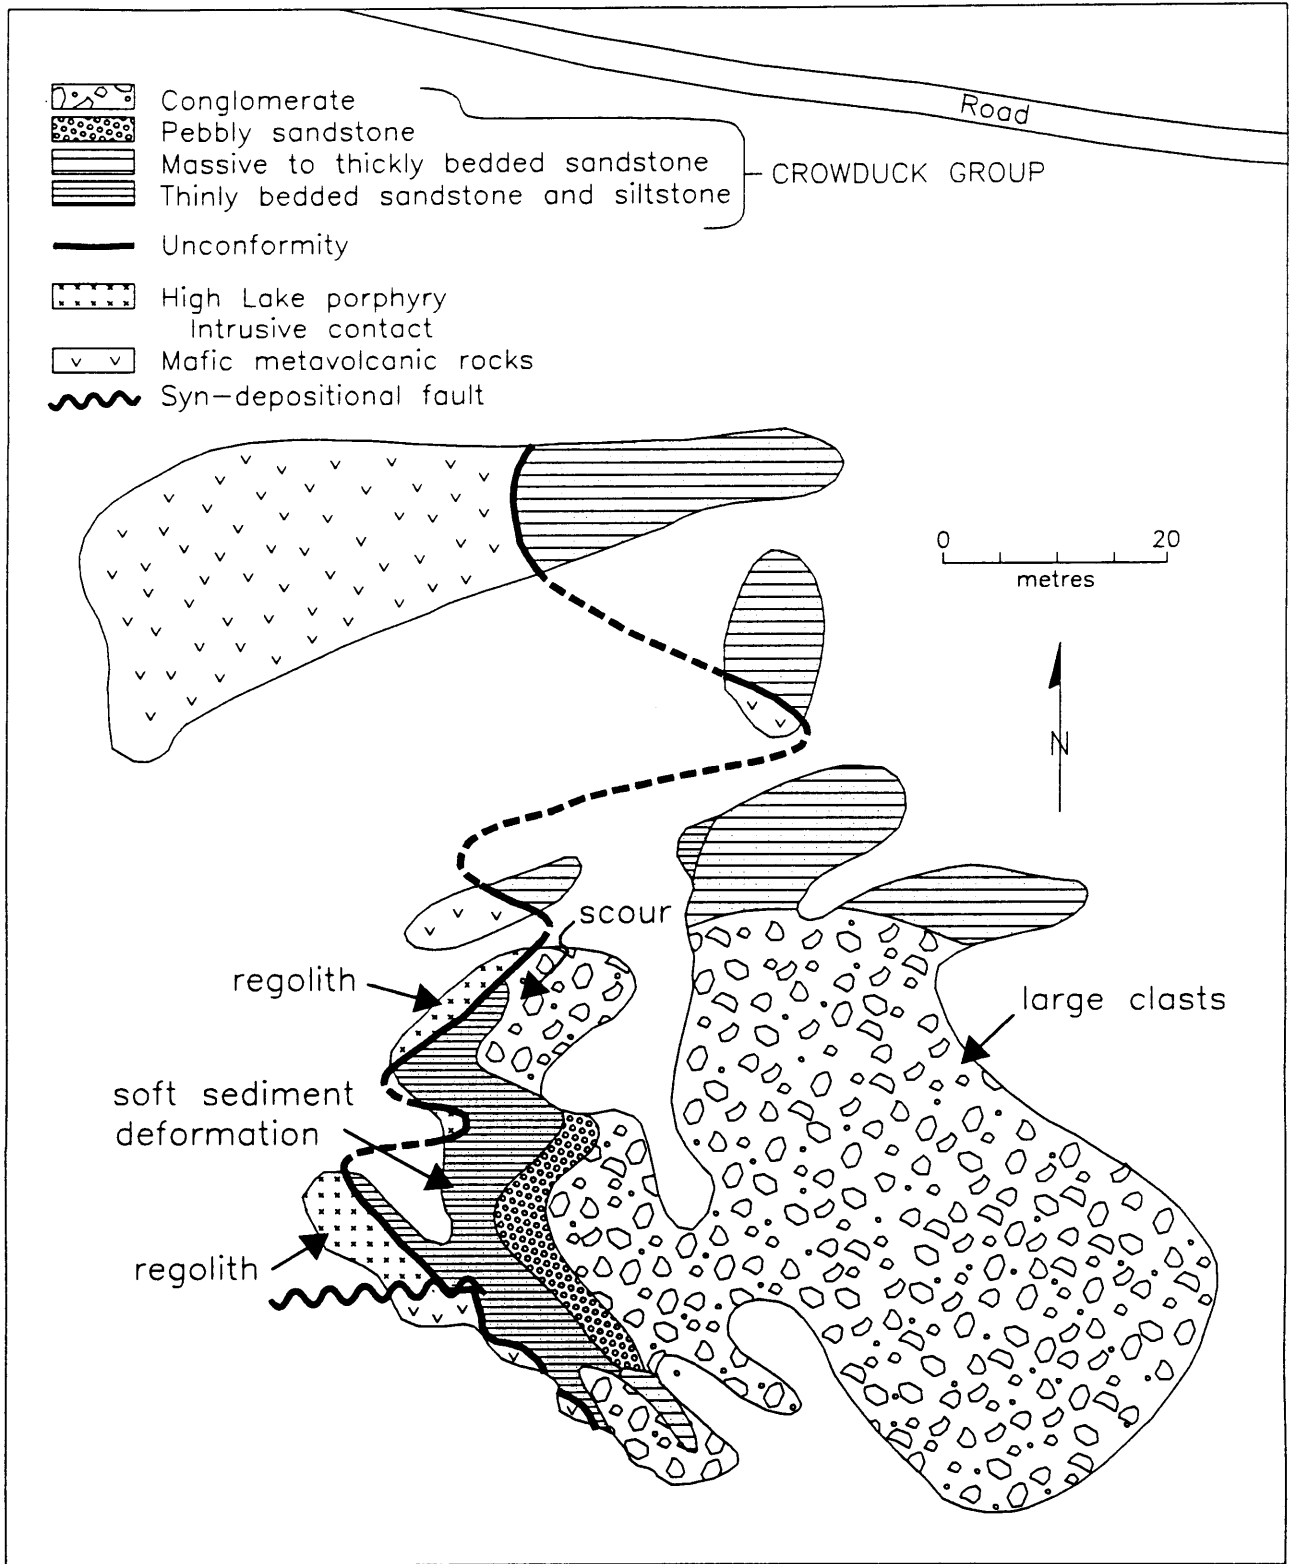 Road
Conglomerate
Pebbly sandstone
Massive to thickly bedded sandstone
Thinly bedded sandstone and siltstone
CROWDUCK GROUP
Unconformity
High Lake porphyry
Intrusive contact
Mafic metavolcanic rocks
Syn-depositional fault
0 20
metres
N
scour
regolith
large clasts
soft sediment
deformation
regolith